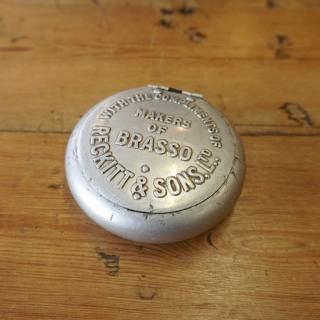 WITH THE COMPLIMENTS OF
MAKERS
OF
BRASSO
RECKITT & SONS. LTD